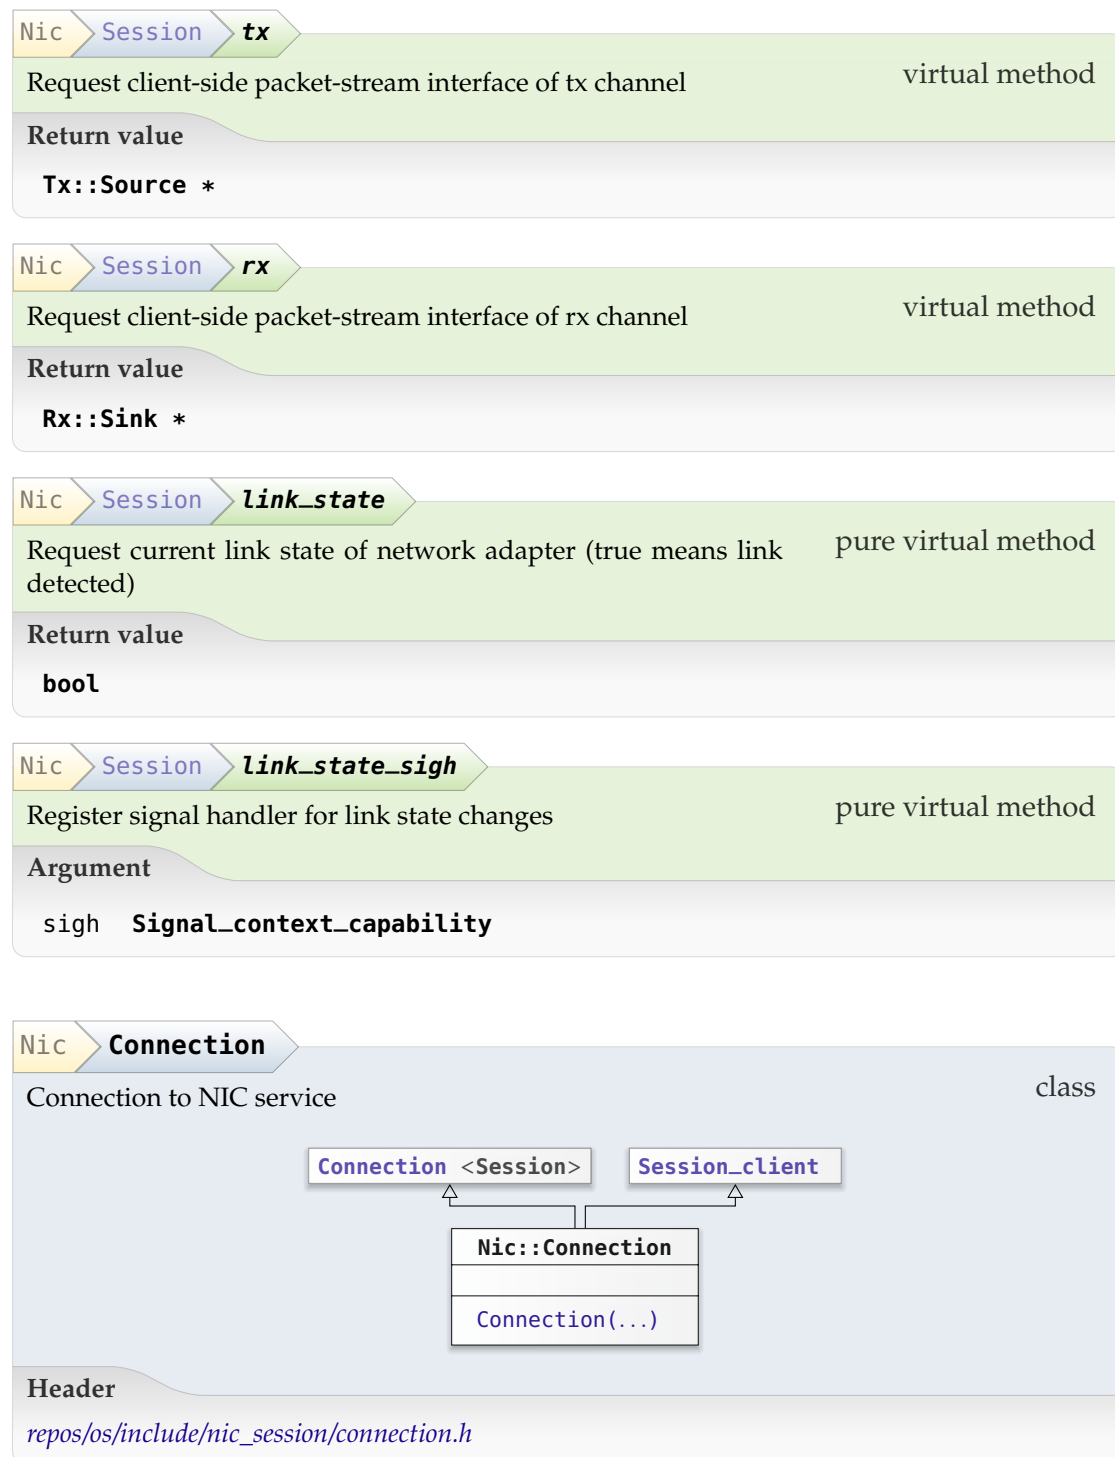 Nic Session tx
Request client-side packet-stream interface of tx channel virtual method
Return value
Tx::Source *
Nic Session rx
Request client-side packet-stream interface of rx channel virtual method
Return value
Rx::Sink *
Nic Session link_state
Request current link state of network adapter (true means link pure virtual method
detected)
Return value
bool
Nic Session link_state_sigh
Register signal handler for link state changes pure virtual method
Argument
sigh Signal_context_capability
Nic Connection
Connection to NIC service class
Connection <Session> Session_client
Nic::Connection
Connection(...)
Header
repos/os/include/nic_session/connection.h